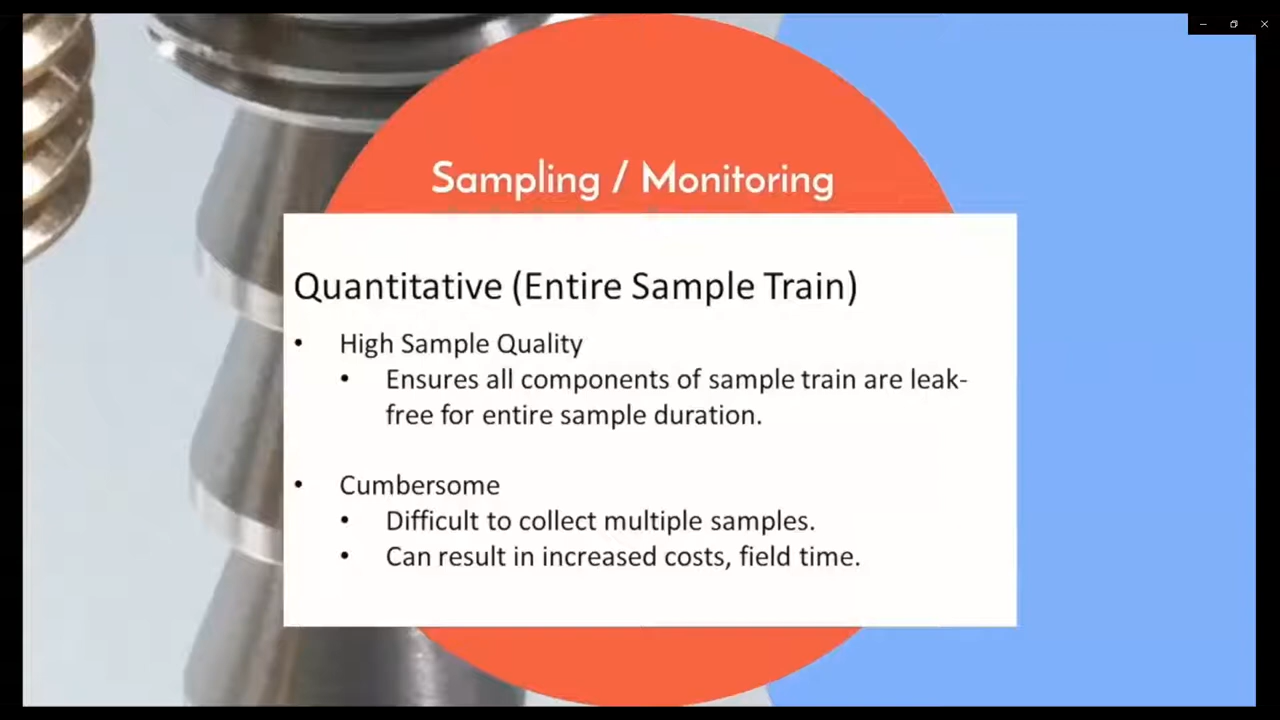 Sampling / Monitoring
Quantitative (Entire Sample Train)
• High Sample Quality
• Ensures all components of sample train are leak-
free for entire sample duration.
• Cumbersome
• Difficult to collect multiple samples.
• Can result in increased costs, field time.